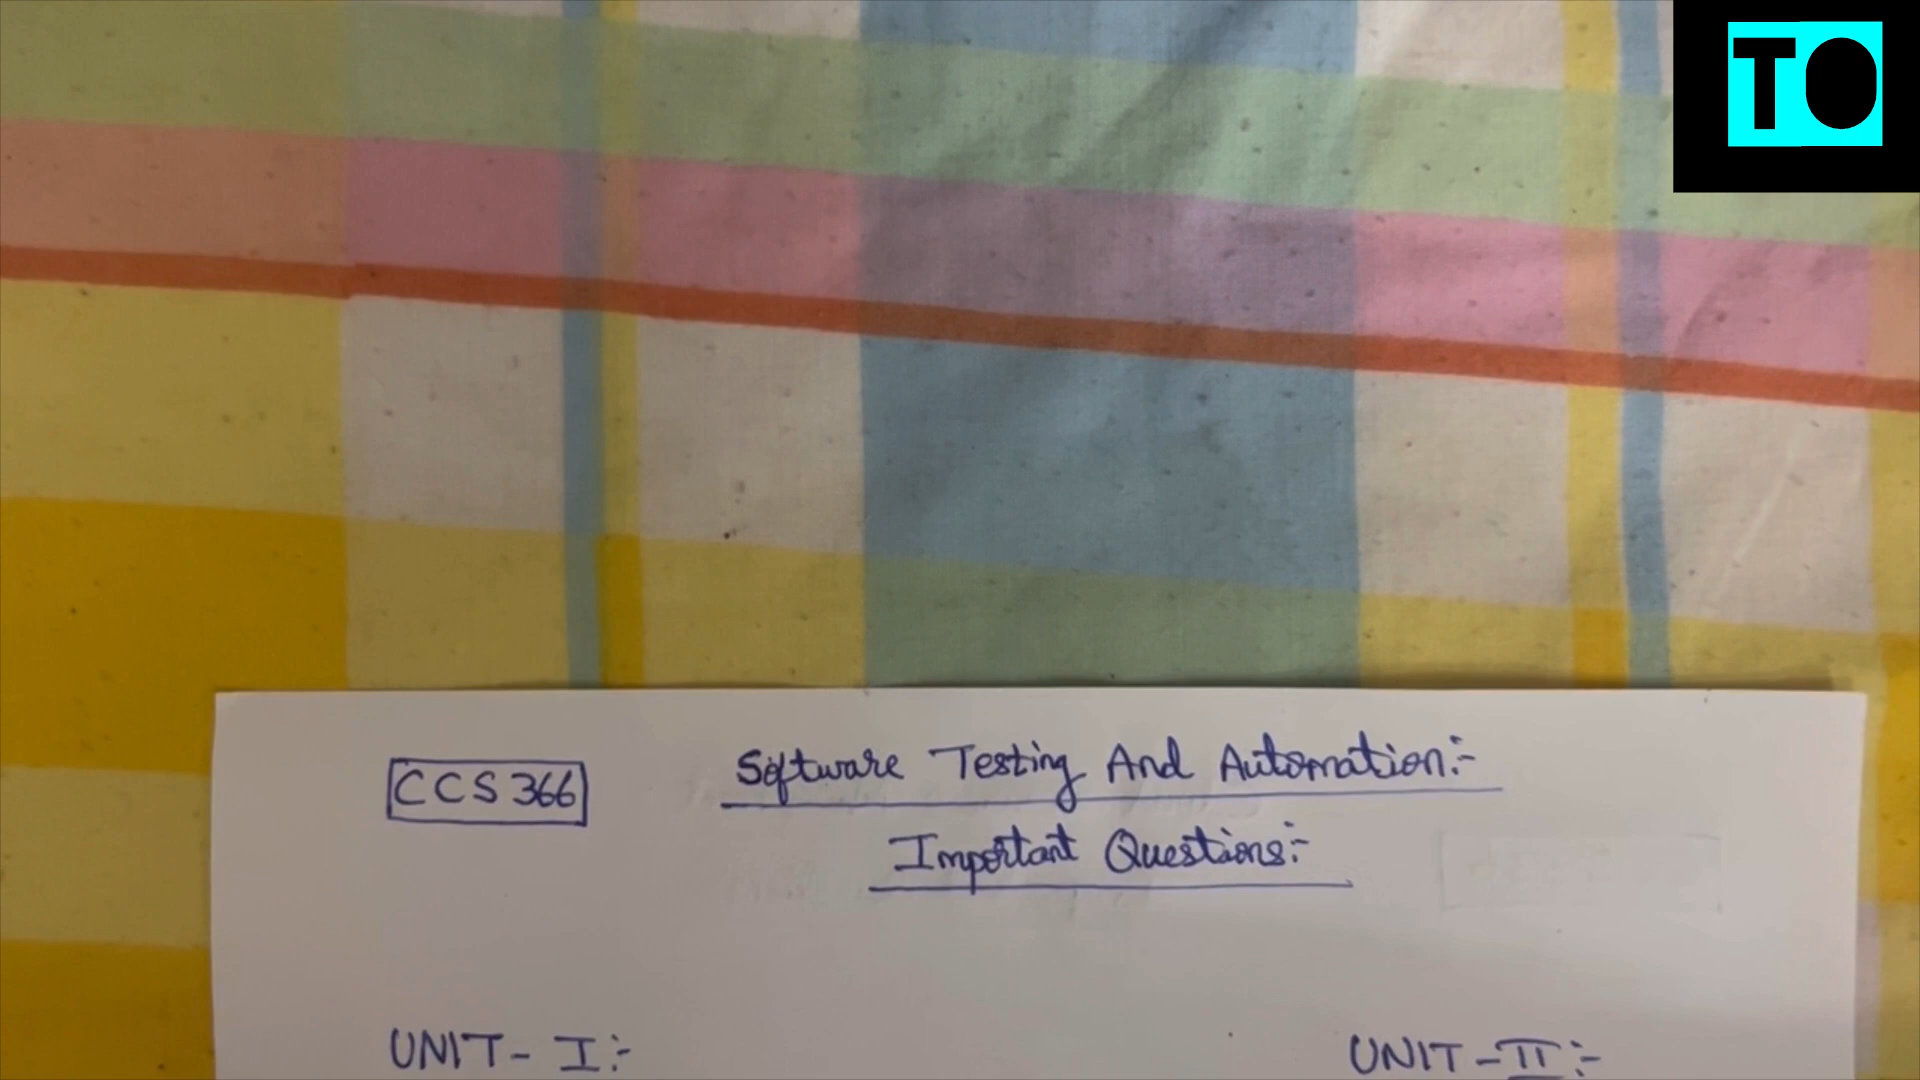 TO
CCS 366
Software Testing And Automation:-
Important Questions:-
UNIT- I:-
UNIT-II:-